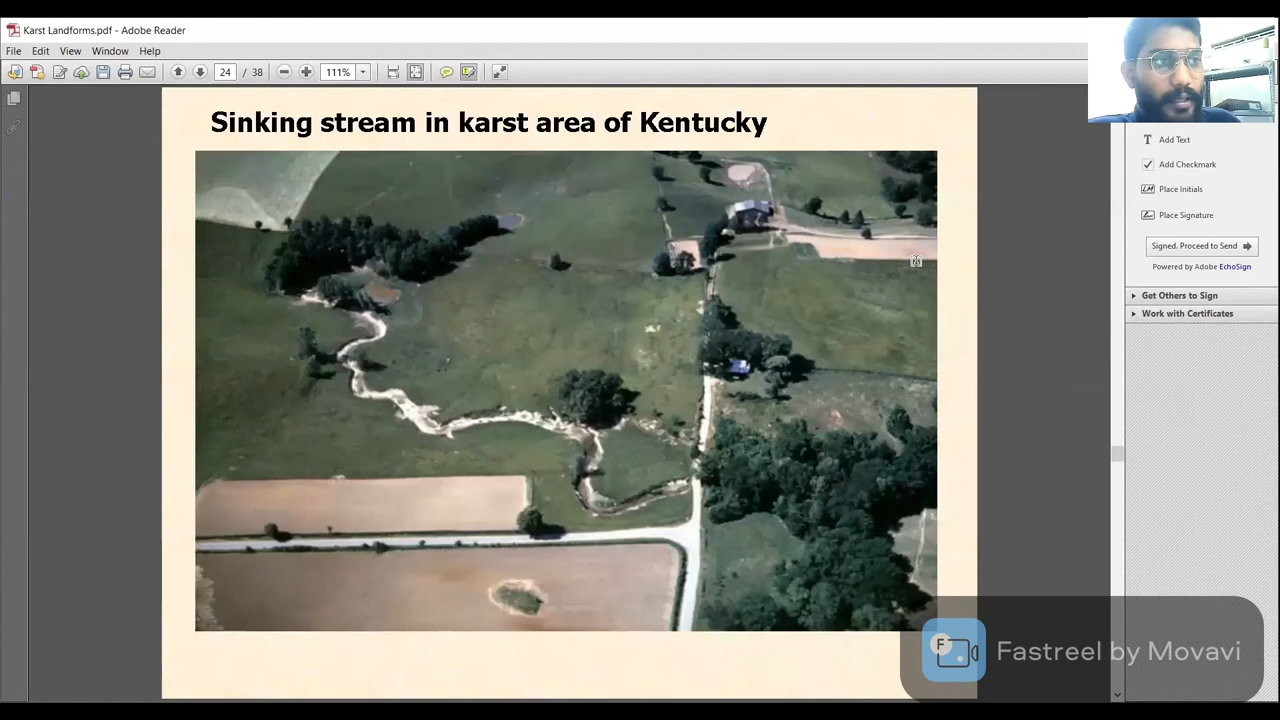 Karst Landforms.pdf - Adobe Reader
File Edit View Window Help
24 / 38 111%
Sinking stream in karst area of Kentucky
T Add Text
Add Checkmark
Place Initials
Place Signature
Signed. Proceed to Send
Powered by Adobe EchoSign
Get Others to Sign
Work with Certificates
F
Fastreel by Movavi